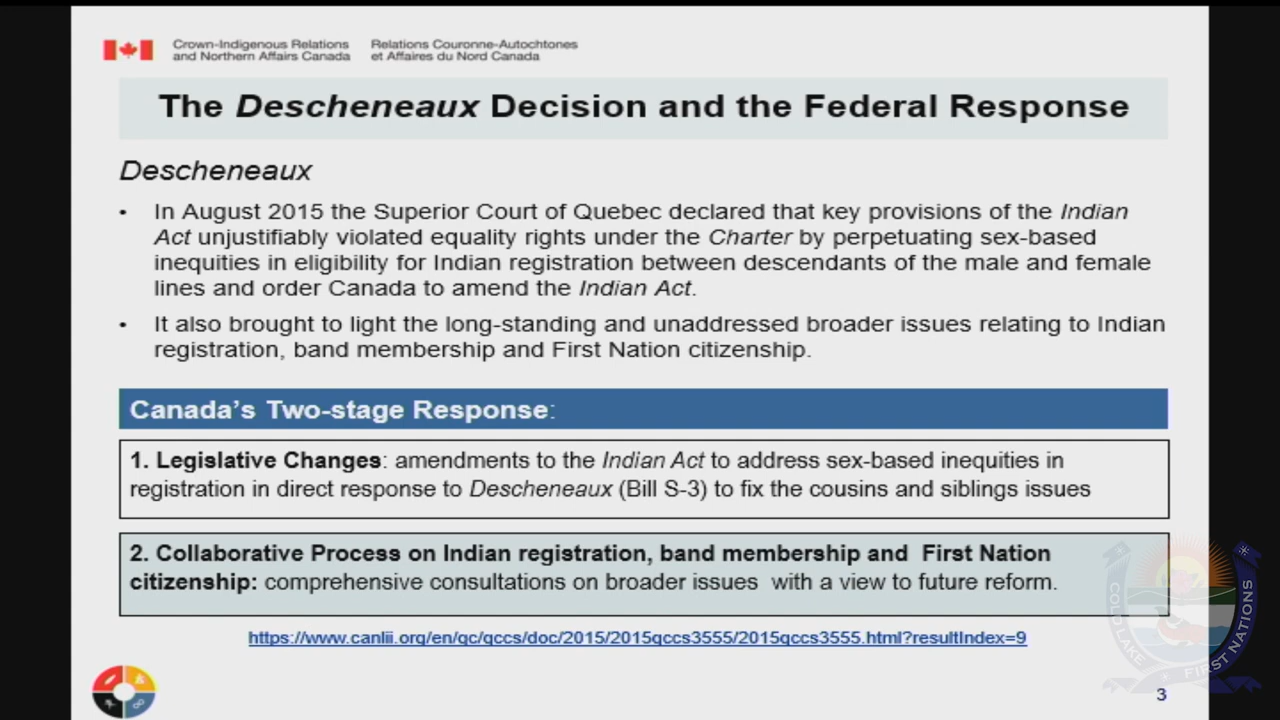 Crown-Indigenous Relations
and Northern Affairs Canada
Relations Couronne-Autochtones
et Affaires du Nord Canada
The Descheneaux Decision and the Federal Response
Descheneaux
• In August 2015 the Superior Court of Quebec declared that key provisions of the Indian
Act unjustifiably violated equality rights under the Charter by perpetuating sex-based
inequities in eligibility for Indian registration between descendants of the male and female
lines and order Canada to amend the Indian Act.
• It also brought to light the long-standing and unaddressed broader issues relating to Indian
registration, band membership and First Nation citizenship.
Canada's Two-stage Response:
1. Legislative Changes: amendments to the Indian Act to address sex-based inequities in
registration in direct response to Descheneaux (Bill S-3) to fix the cousins and siblings issues
2. Collaborative Process on Indian registration, band membership and First Nation
citizenship: comprehensive consultations on broader issues with a view to future reform.
https://www.canlii.org/en/qc/qccs/doc/2015/2015qccs3555/2015qccs3555.html?resultIndex=9
COLD LAKE FIRST NATIONS
3